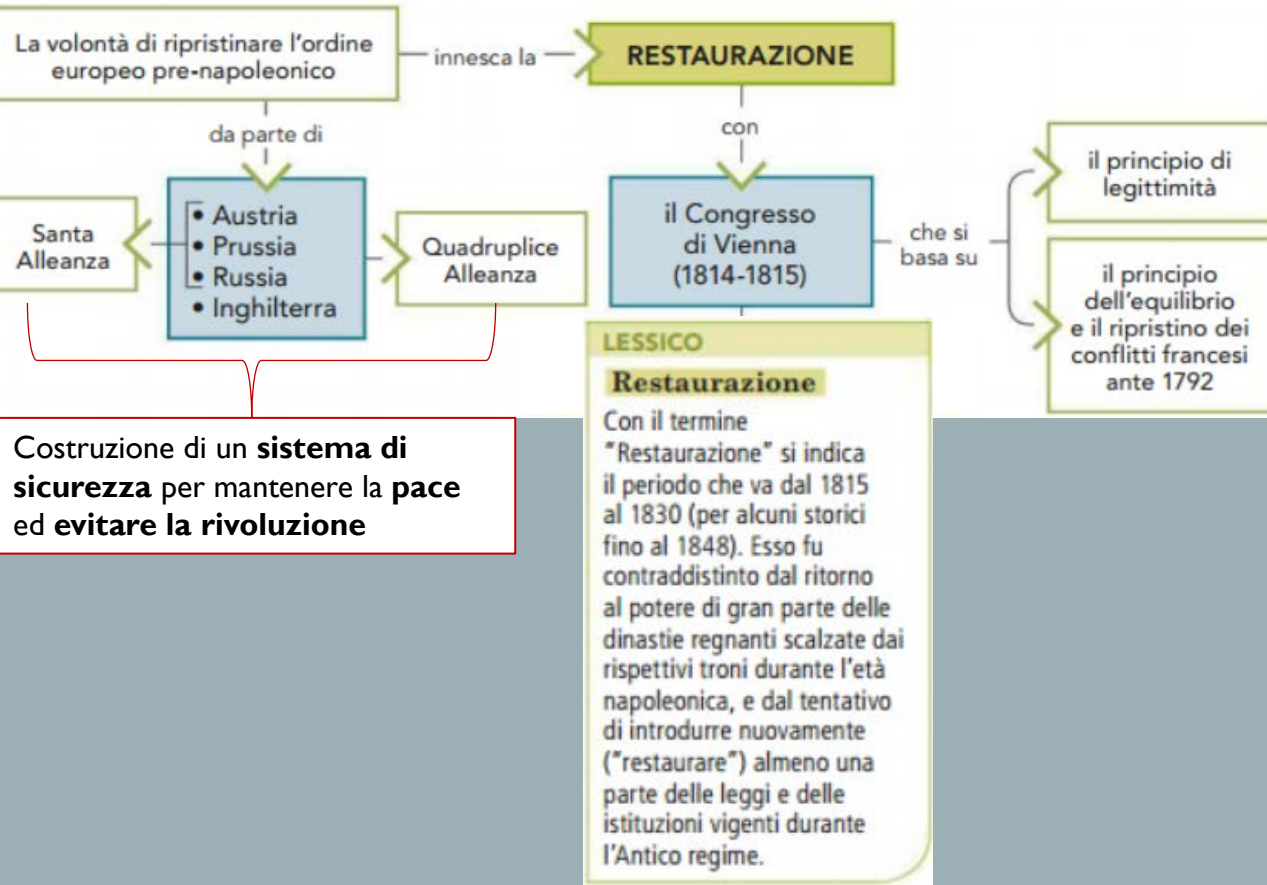 La volontà di ripristinare l'ordine
europeo pre-napoleonico
innesca la
RESTAURAZIONE
da parte di
con
Santa
Alleanza
• Austria
• Prussia
• Russia
• Inghilterra
Quadruplice
Alleanza
il Congresso
di Vienna
(1814-1815)
che si
basa su
il principio di
legittimità
il principio
dell'equilibrio
e il ripristino dei
conflitti francesi
ante 1792
Costruzione di un sistema di
sicurezza per mantenere la pace
ed evitare la rivoluzione
LESSICO
Restaurazione
Con il termine
"Restaurazione" si indica
il periodo che va dal 1815
al 1830 (per alcuni storici
fino al 1848). Esso fu
contraddistinto dal ritorno
al potere di gran parte delle
dinastie regnanti scalzate dai
rispettivi troni durante l'età
napoleonica, e dal tentativo
di introdurre nuovamente
("restaurare") almeno una
parte delle leggi e delle
istituzioni vigenti durante
l'Antico regime.